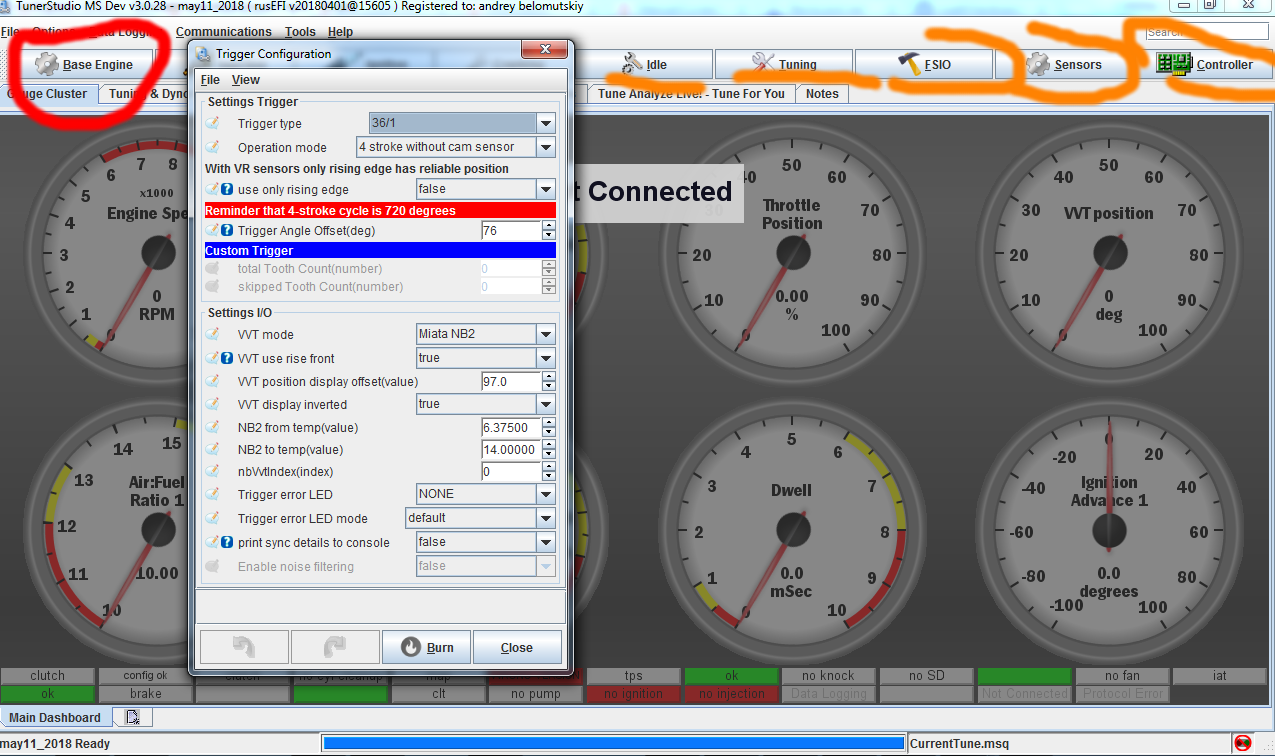 TunerStudio MS Dev v3.0.28 - may11_2018 ( rusEFI v20180401@15605 ) Registered to: andrey belomutskiy
File Options Communications Tools Help
Search
Base Engine
Idle
Tuning
FSIO
Sensors
Controller
Gauge Cluster
Tune Analyze Live! - Tune For You
Notes
Trigger Configuration
File View
Settings Trigger
Trigger type 36/1
Operation mode 4 stroke without cam sensor
With VR sensors only rising edge has reliable position
use only rising edge false
Reminder that 4-stroke cycle is 720 degrees
Trigger Angle Offset(deg) 76
Custom Trigger
total Tooth Count(number) 0
skipped Tooth Count(number) 0
Settings I/O
VVT mode Miata NB2
VVT use rise front true
VVT position display offset(value) 97.0
VVT display inverted true
NB2 from temp(value) 6.37500
NB2 to temp(value) 14.00000
nbVvtIndex(index) 0
Trigger error LED NONE
Trigger error LED mode default
print sync details to console false
Enable noise filtering false
Burn Close
Connected
0 1 2 3 4 5 6 7 8
x1000
Engine
0
RPM
0 10 20 30 40 50 60 70 80 90 100
Throttle
Position
0.00
%
0 10 20 30 40 50 60 70 80 90 100
VVT position
0
deg
10 11 12 13 14 15
Air:Fuel
Ratio 1
10.00
0 1 2 3 4 5 6 7 8 9 10
Dwell
0.0
mSec
-100 -80 -60 -40 -20 0 20 40 60 80 100
Ignition
Advance 1
0.0
degrees
clutch config ok clutch no cyl cleanup map tps ok no knock no SD no fan iat
ok brake clt no pump no ignition no injection Data Logging Not Connected Protocol Error
Main Dashboard
may11_2018 Ready
CurrentTune.msq